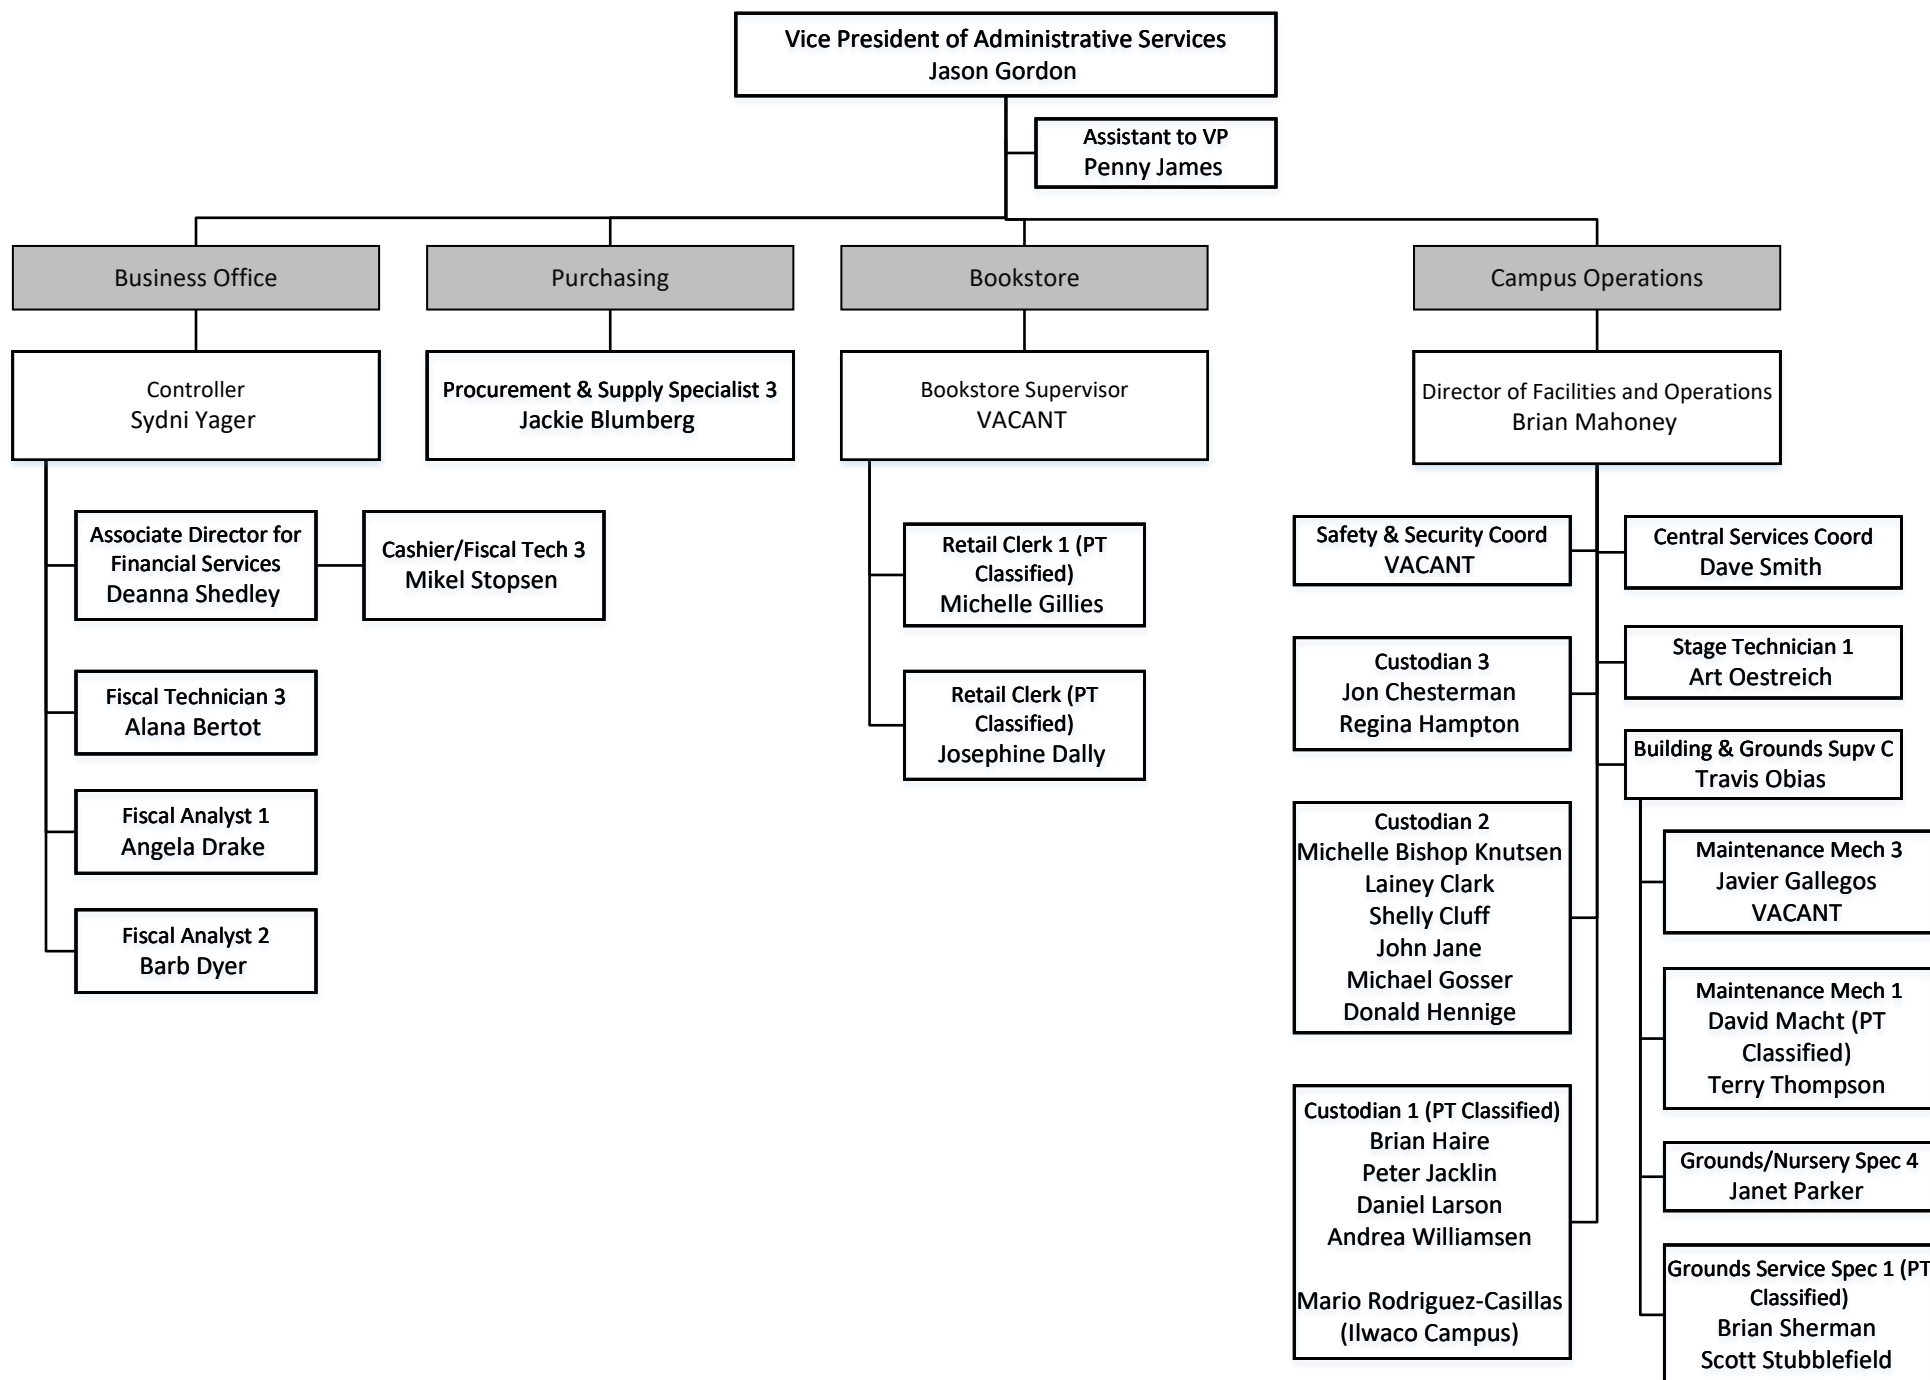 Vice President of Administrative Services
Jason Gordon
Assistant to VP
Penny James
Business Office
Purchasing
Bookstore
Campus Operations
Controller
Sydni Yager
Procurement & Supply Specialist 3
Jackie Blumberg
Bookstore Supervisor
VACANT
Director of Facilities and Operations
Brian Mahoney
Associate Director for
Financial Services
Deanna Shedley
Cashier/Fiscal Tech 3
Mikel Stopsen
Fiscal Technician 3
Alana Bertot
Fiscal Analyst 1
Angela Drake
Fiscal Analyst 2
Barb Dyer
Retail Clerk 1 (PT
Classified)
Michelle Gillies
Retail Clerk (PT
Classified)
Josephine Dally
Safety & Security Coord
VACANT
Custodian 3
Jon Chesterman
Regina Hampton
Custodian 2
Michelle Bishop Knutsen
Lainey Clark
Shelly Cluff
John Jane
Michael Gosser
Donald Hennige
Custodian 1 (PT Classified)
Brian Haire
Peter Jacklin
Daniel Larson
Andrea Williamsen
Mario Rodriguez-Casillas
(Ilwaco Campus)
Central Services Coord
Dave Smith
Stage Technician 1
Art Oestreich
Building & Grounds Supv C
Travis Obias
Maintenance Mech 3
Javier Gallegos
VACANT
Maintenance Mech 1
David Macht (PT
Classified)
Terry Thompson
Grounds/Nursery Spec 4
Janet Parker
Grounds Service Spec 1 (PT
Classified)
Brian Sherman
Scott Stubblefield